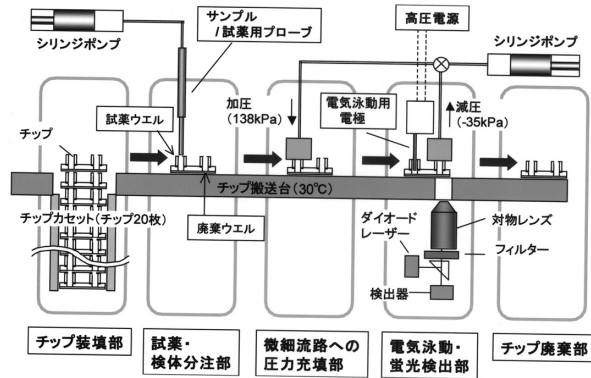 シリンジポンプ
サンプル
/試薬用プローブ
高圧電源
シリンジポンプ
加圧
(138kPa)
電気泳動用
電極
減圧
(-35kPa)
試薬ウエル
チップ
チップ搬送台(30℃)
チップカセット(チップ20枚)
廃棄ウエル
ダイオード
レーザー
対物レンズ
フィルター
検出器
チップ装填部
試薬・
検体分注部
微細流路への
圧力充填部
電気泳動・
蛍光検出部
チップ廃棄部